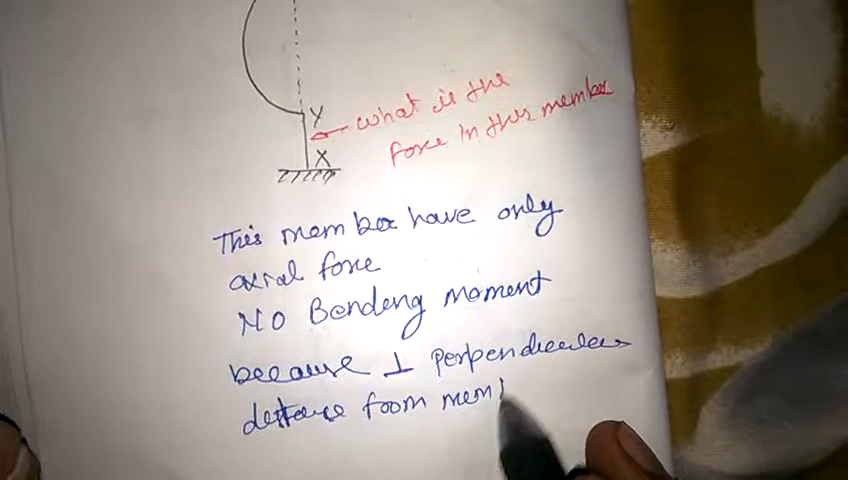 Y
what is the
force in this member
X
This member have only
axial force
NO Bending moment
because ⊥ perpendicular
distance from mem